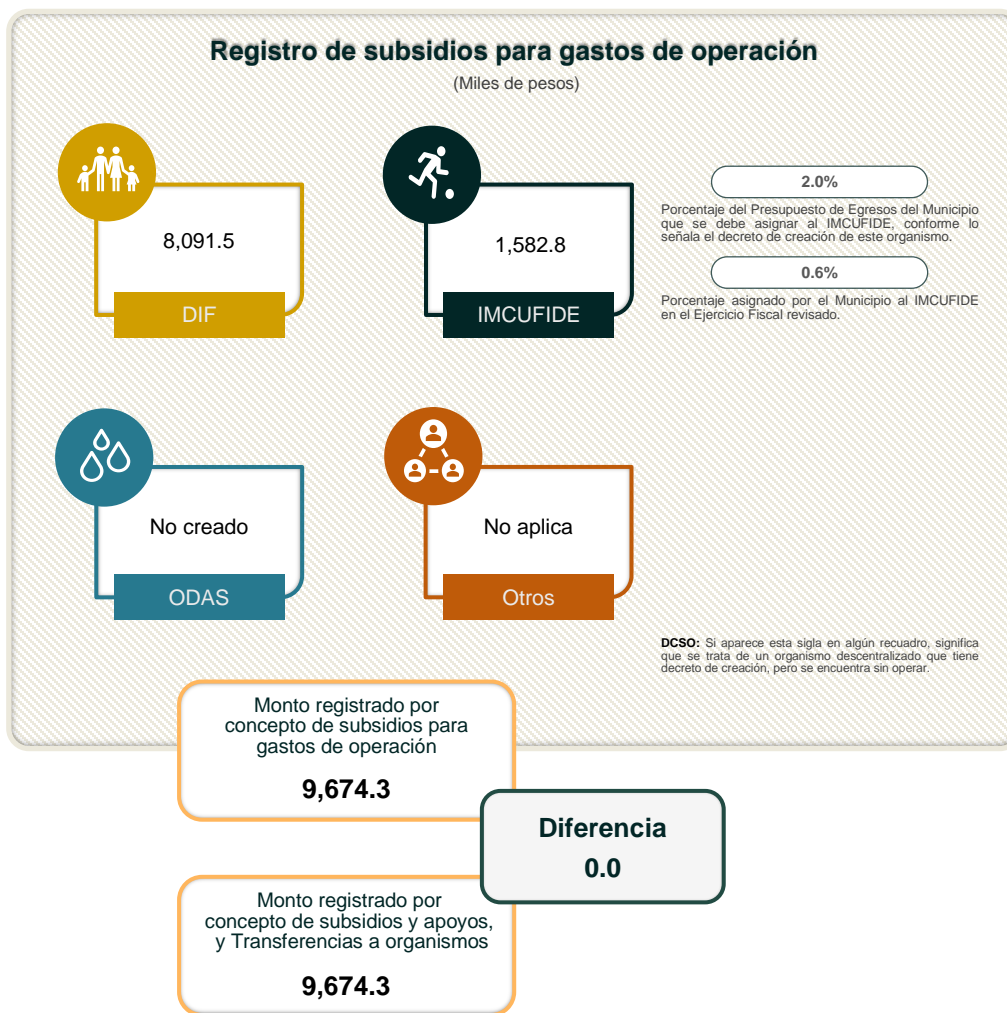 Registro de subsidios para gastos de operación
(Miles de pesos)
8,091.5
DIF
1,582.8
IMCUFIDE
2.0%
Porcentaje del Presupuesto de Egresos del Municipio
que se debe asignar al IMCUFIDE, conforme lo
señala el decreto de creación de este organismo.
0.6%
Porcentaje asignado por el Municipio al IMCUFIDE
en el Ejercicio Fiscal revisado.
No creado
ODAS
No aplica
Otros
DCSO: Si aparece esta sigla en algún recuadro, significa
que se trata de un organismo descentralizado que tiene
decreto de creación, pero se encuentra sin operar.
Monto registrado por
concepto de subsidios para
gastos de operación
9,674.3
Diferencia
0.0
Monto registrado por
concepto de subsidios y apoyos,
y Transferencias a organismos
9,674.3